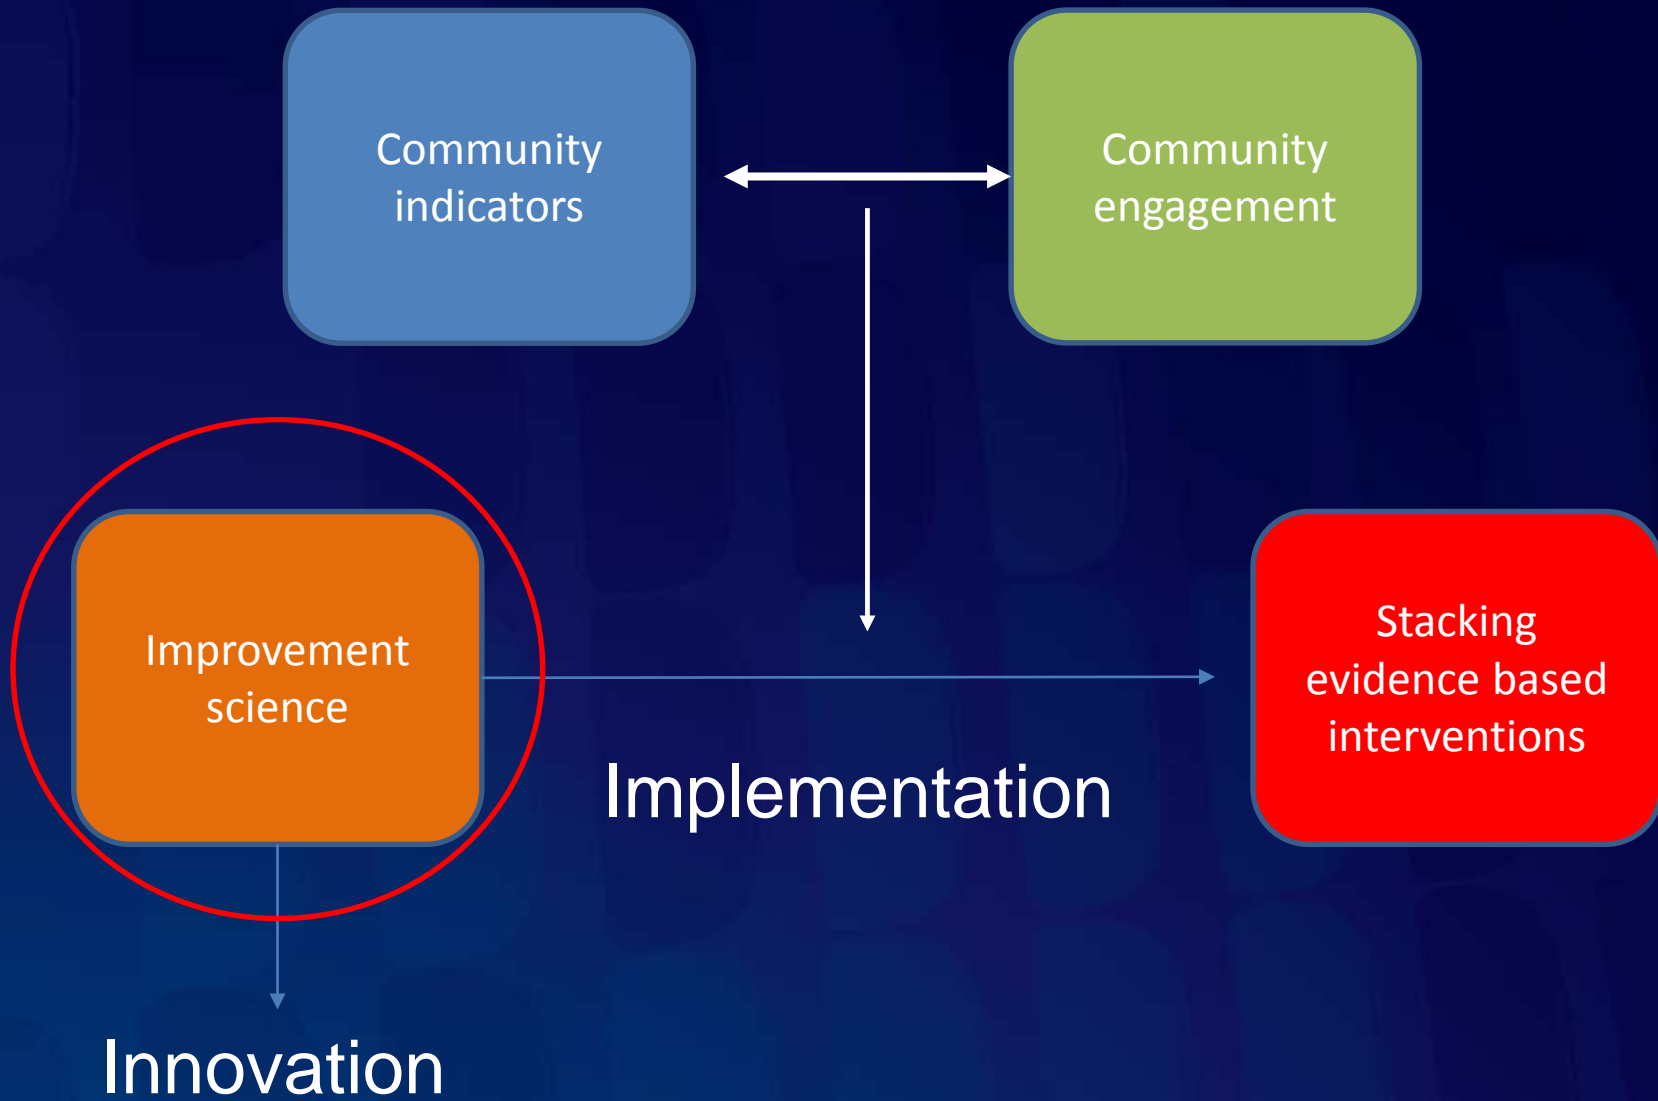 Community
indicators
Community
engagement
Improvement
science
Stacking
evidence based
interventions
Implementation
Innovation